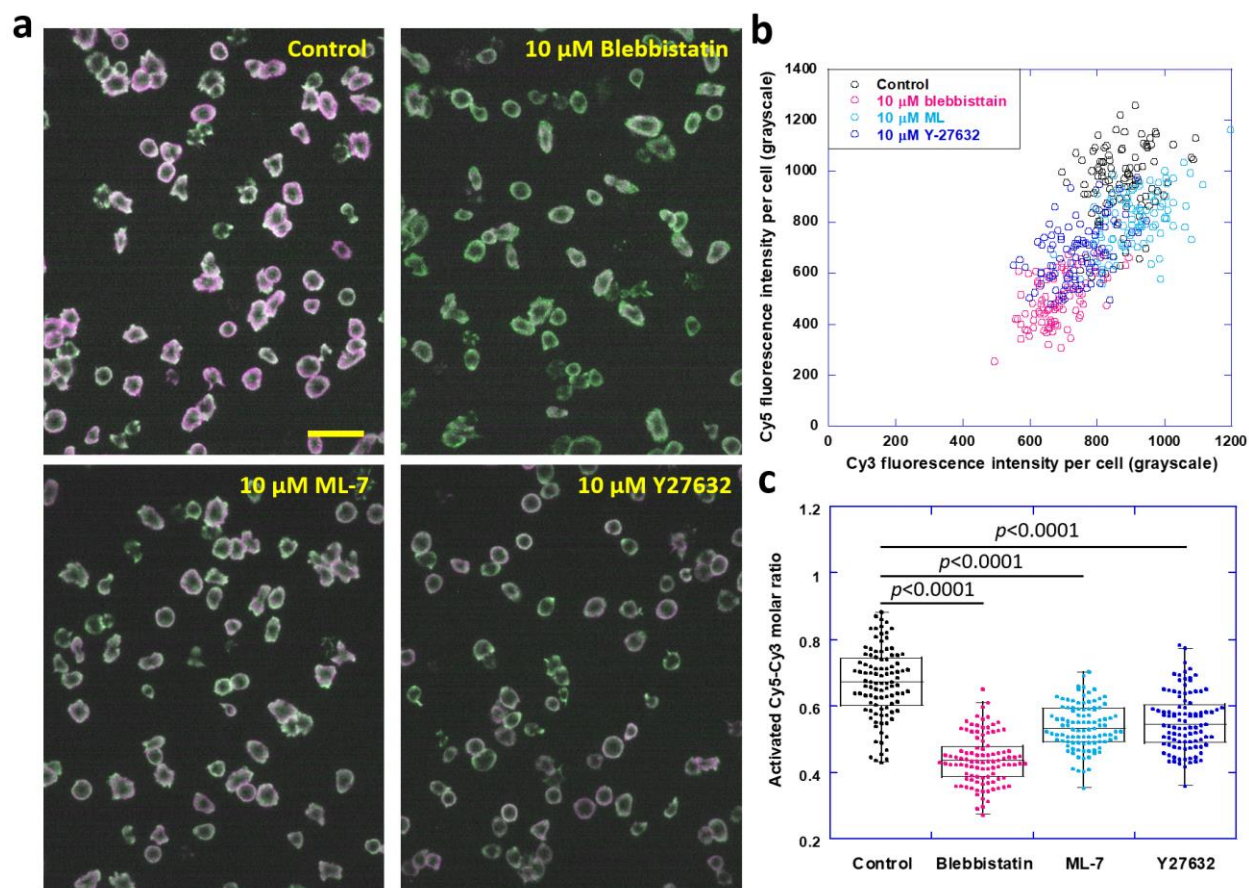 a
Control
10 μM Blebbistatin
10 μM ML-7
10 μM Y27632
b
1400
1200
1000
800
600
400
200
0
Cy5 fluorescence intensity per cell (grayscale)
Control
10 μM blebbisttain
10 μM ML
10 μM Y-27632
0 200 400 600 800 1000 1200
Cy3 fluorescence intensity per cell (grayscale)
c
1.2
1
0.8
0.6
0.4
0.2
Activated Cy5-Cy3 molar ratio
p<0.0001
p<0.0001
p<0.0001
Control Blebbistatin ML-7 Y27632